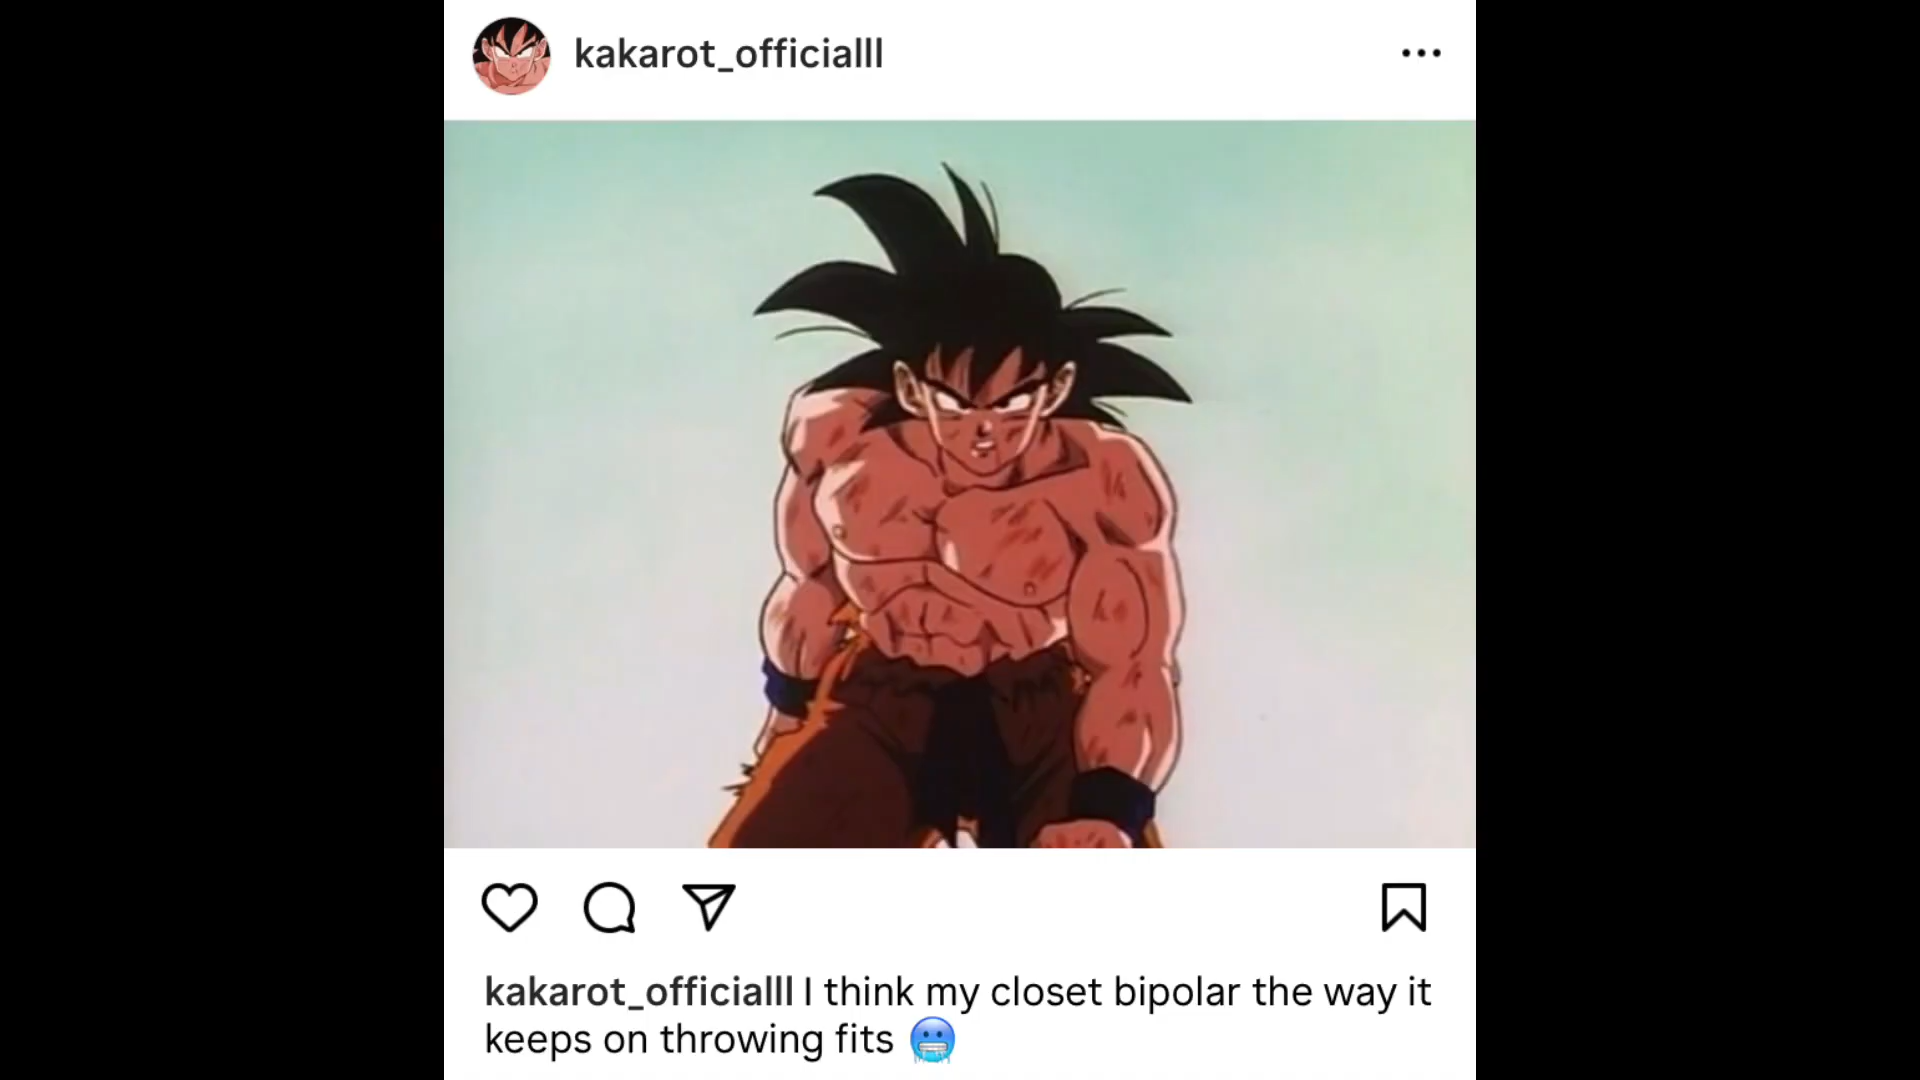 kakarot_officialll
kakarot_officialll I think my closet bipolar the way it
keeps on throwing fits 🥶